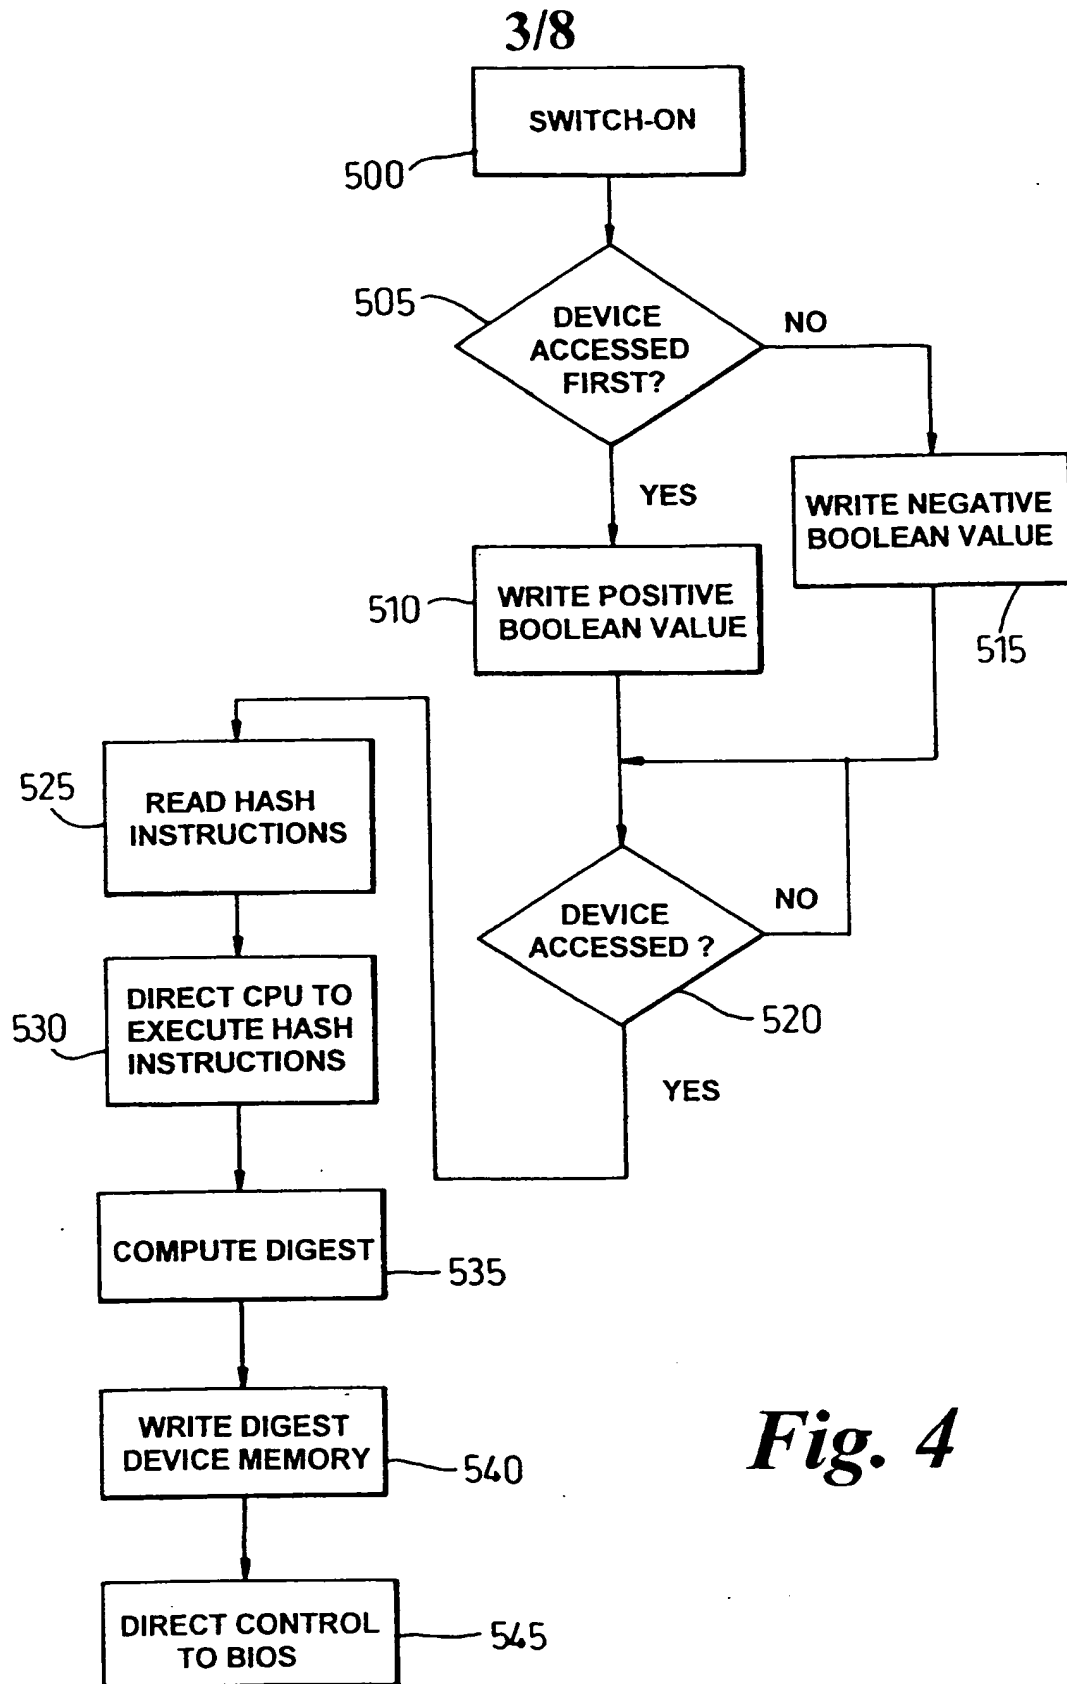 3/8
SWITCH-ON
500
505
DEVICE
ACCESSED
FIRST?
NO
YES
WRITE NEGATIVE
BOOLEAN VALUE
515
510
WRITE POSITIVE
BOOLEAN VALUE
525
READ HASH
INSTRUCTIONS
DEVICE
ACCESSED ?
NO
520
YES
530
DIRECT CPU TO
EXECUTE HASH
INSTRUCTIONS
COMPUTE DIGEST
535
WRITE DIGEST
DEVICE MEMORY
540
Fig. 4
DIRECT CONTROL
TO BIOS
545